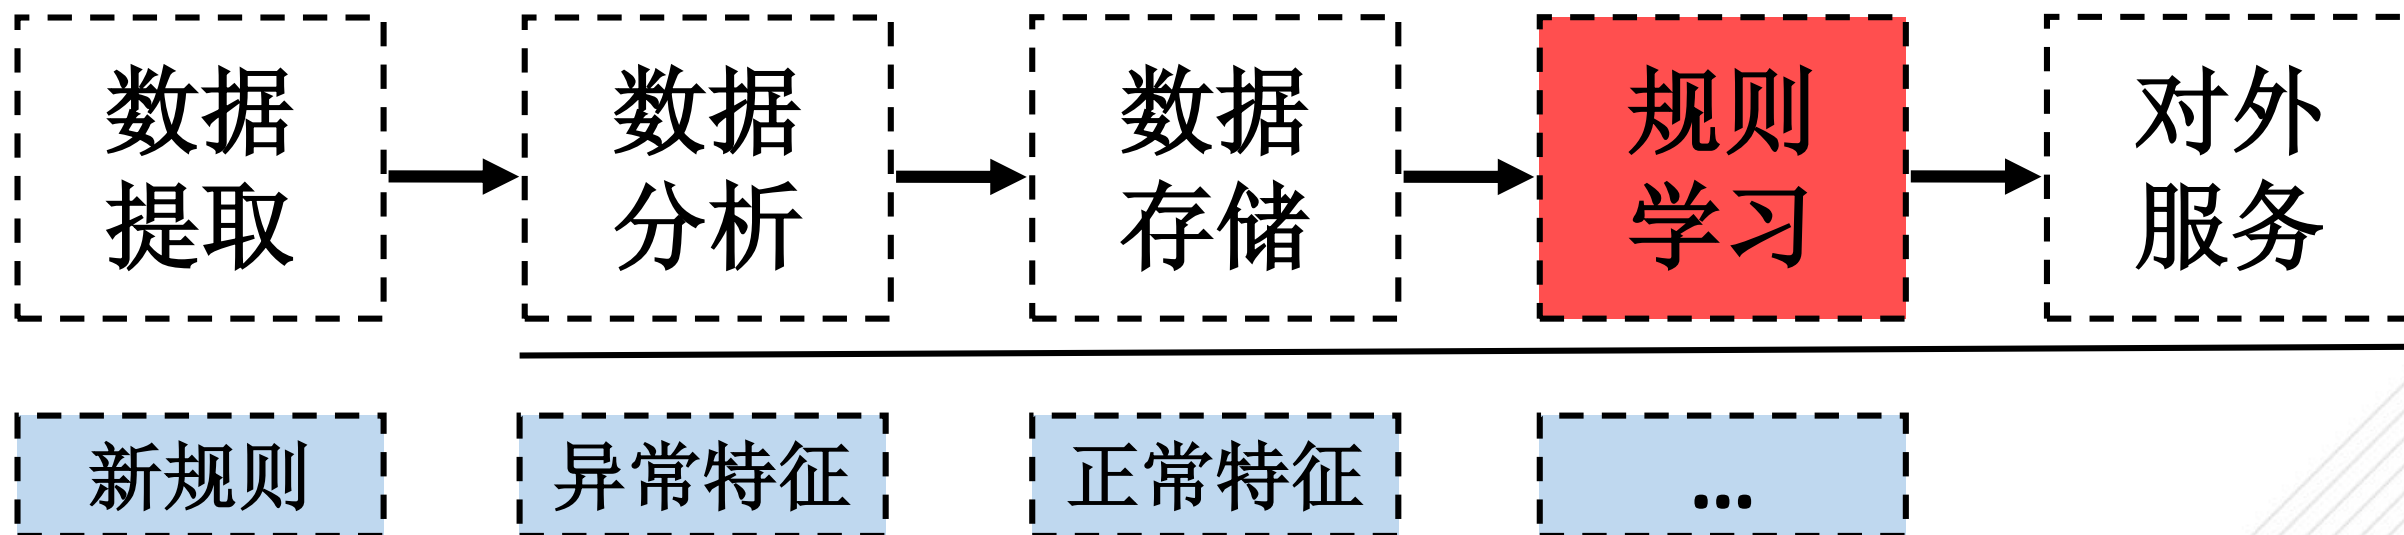 数据
提取
数据
分析
数据
存储
规则
学习
对外
服务
新规则
异常特征
正常特征
...